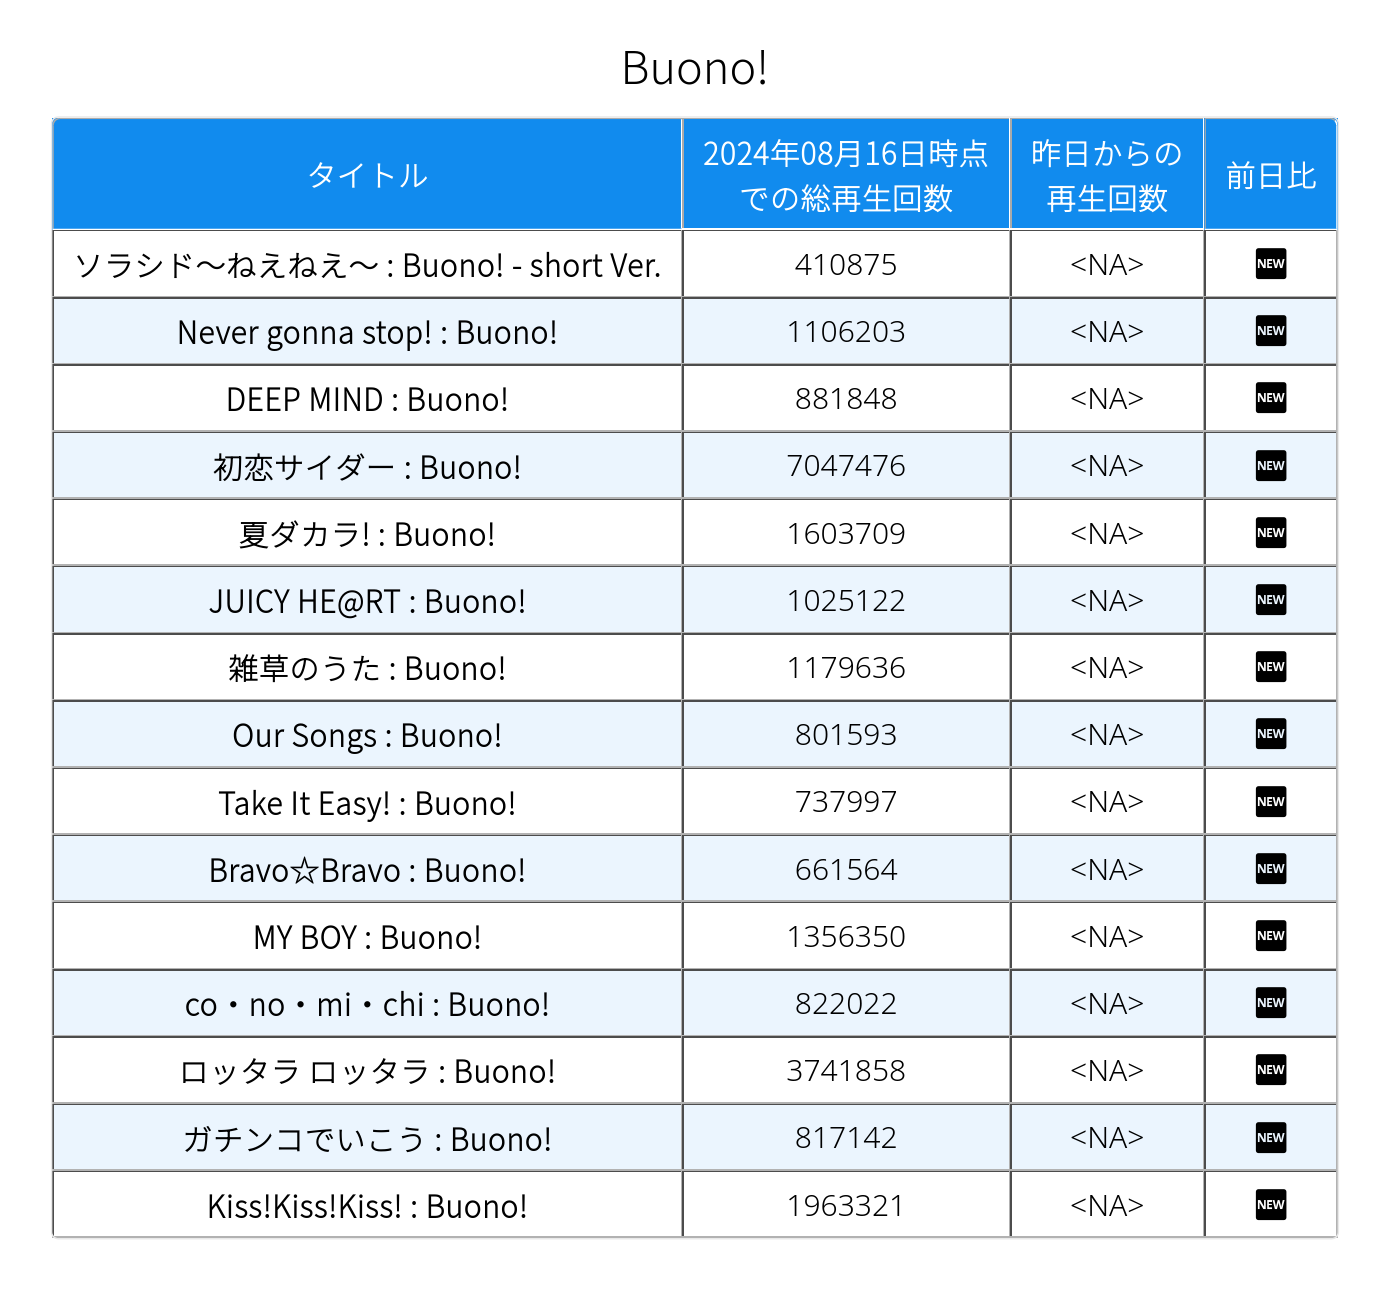 Buono!
タイトル 2024年08月16日時点 昨日からの 前日比
での総再生回数 再生回数
ソラシド〜ねえねえ〜 : Buono! - short Ver. 410875 <NA> NEW
Never gonna stop! : Buono! 1106203 <NA> NEW
DEEP MIND : Buono! 881848 <NA> NEW
初恋サイダー : Buono! 7047476 <NA> NEW
夏ダカラ! : Buono! 1603709 <NA> NEW
JUICY HE@RT : Buono! 1025122 <NA> NEW
雑草のうた : Buono! 1179636 <NA> NEW
Our Songs : Buono! 801593 <NA> NEW
Take It Easy! : Buono! 737997 <NA> NEW
Bravo☆Bravo : Buono! 661564 <NA> NEW
MY BOY : Buono! 1356350 <NA> NEW
co・no・mi・chi : Buono! 822022 <NA> NEW
ロッタラ ロッタラ : Buono! 3741858 <NA> NEW
ガチンコでいこう : Buono! 817142 <NA> NEW
Kiss!Kiss!Kiss! : Buono! 1963321 <NA> NEW